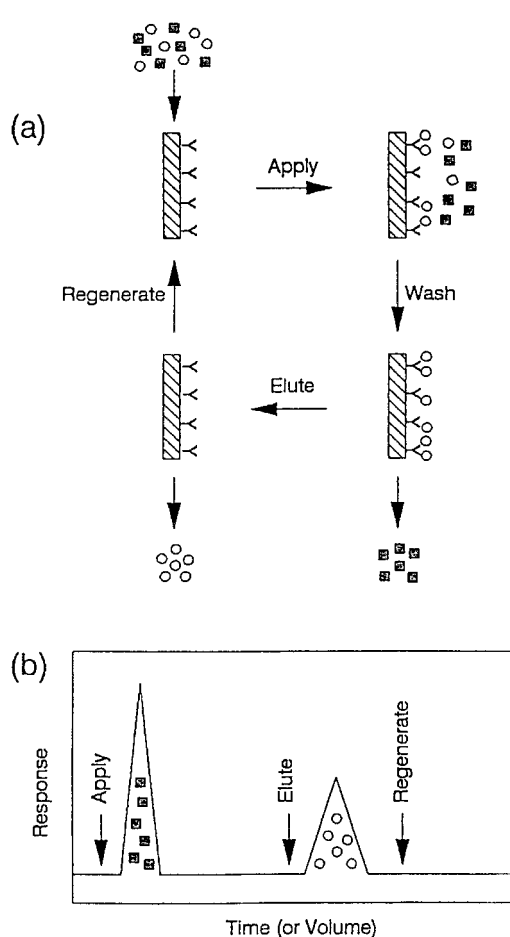 (a)
Apply
Regenerate
Wash
Elute
(b)
Response
Apply
Elute
Regenerate
Time (or Volume)